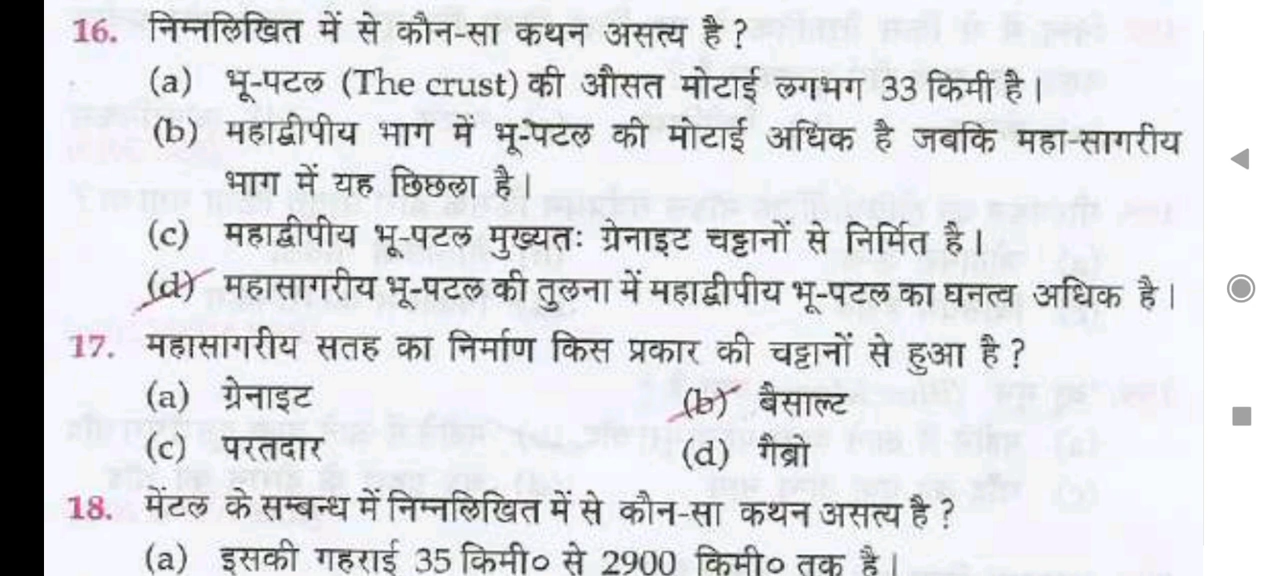 16. निम्नलिखित में से कौन-सा कथन असत्य है ?
(a) भू-पटल (The crust) की औसत मोटाई लगभग 33 किमी है।
(b) महाद्वीपीय भाग में भू-पटल की मोटाई अधिक है जबकि महा-सागरीय
भाग में यह छिछला है।
(c) महाद्वीपीय भू-पटल मुख्यतः ग्रेनाइट चट्टानों से निर्मित है।
(d) महासागरीय भू-पटल की तुलना में महाद्वीपीय भू-पटल का घनत्व अधिक है।
17. महासागरीय सतह का निर्माण किस प्रकार की चट्टानों से हुआ है ?
(a) ग्रेनाइट (b) बैसाल्ट
(c) परतदार (d) गैब्रो
18. मेंटल के सम्बन्ध में निम्नलिखित में से कौन-सा कथन असत्य है ?
(a) इसकी गहराई 35 किमी० से 2900 किमी० तक है।